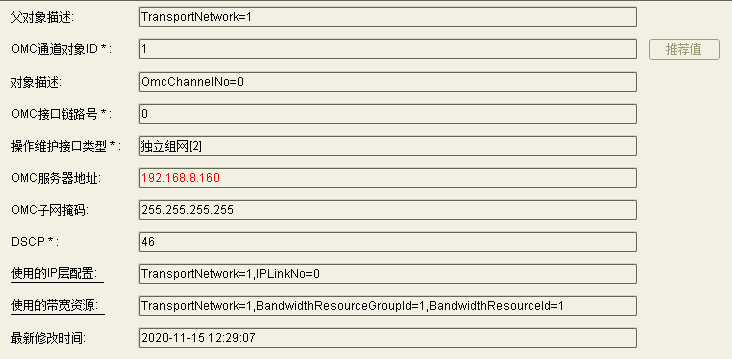 父对象描述: TransportNetwork=1
OMC通道对象ID * : 1 推荐值
对象描述: OmcChannelNo=0
OMC接口链路号 * : 0
操作维护接口类型 * : 独立组网[2]
OMC服务器地址: 192.168.8.160
OMC子网掩码: 255.255.255.255
DSCP * : 46
使用的IP层配置: TransportNetwork=1,IPLinkNo=0
使用的带宽资源: TransportNetwork=1,BandwidthResourceGroupId=1,BandwidthResourceId=1
最新修改时间: 2020-11-15 12:29:07